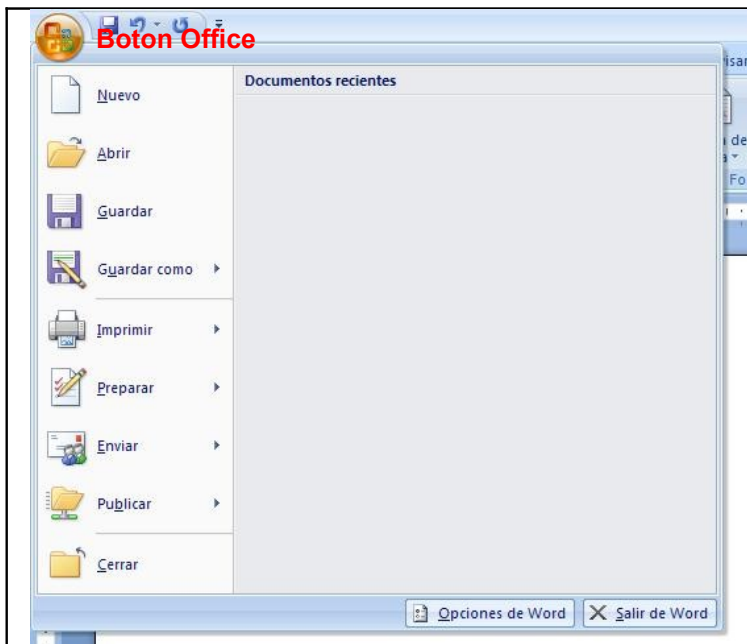 Boton Office
Documentos recientes
Nuevo
Abrir
Guardar
Guardar como
Imprimir
Preparar
Enviar
Publicar
Cerrar
Opciones de Word
Salir de Word